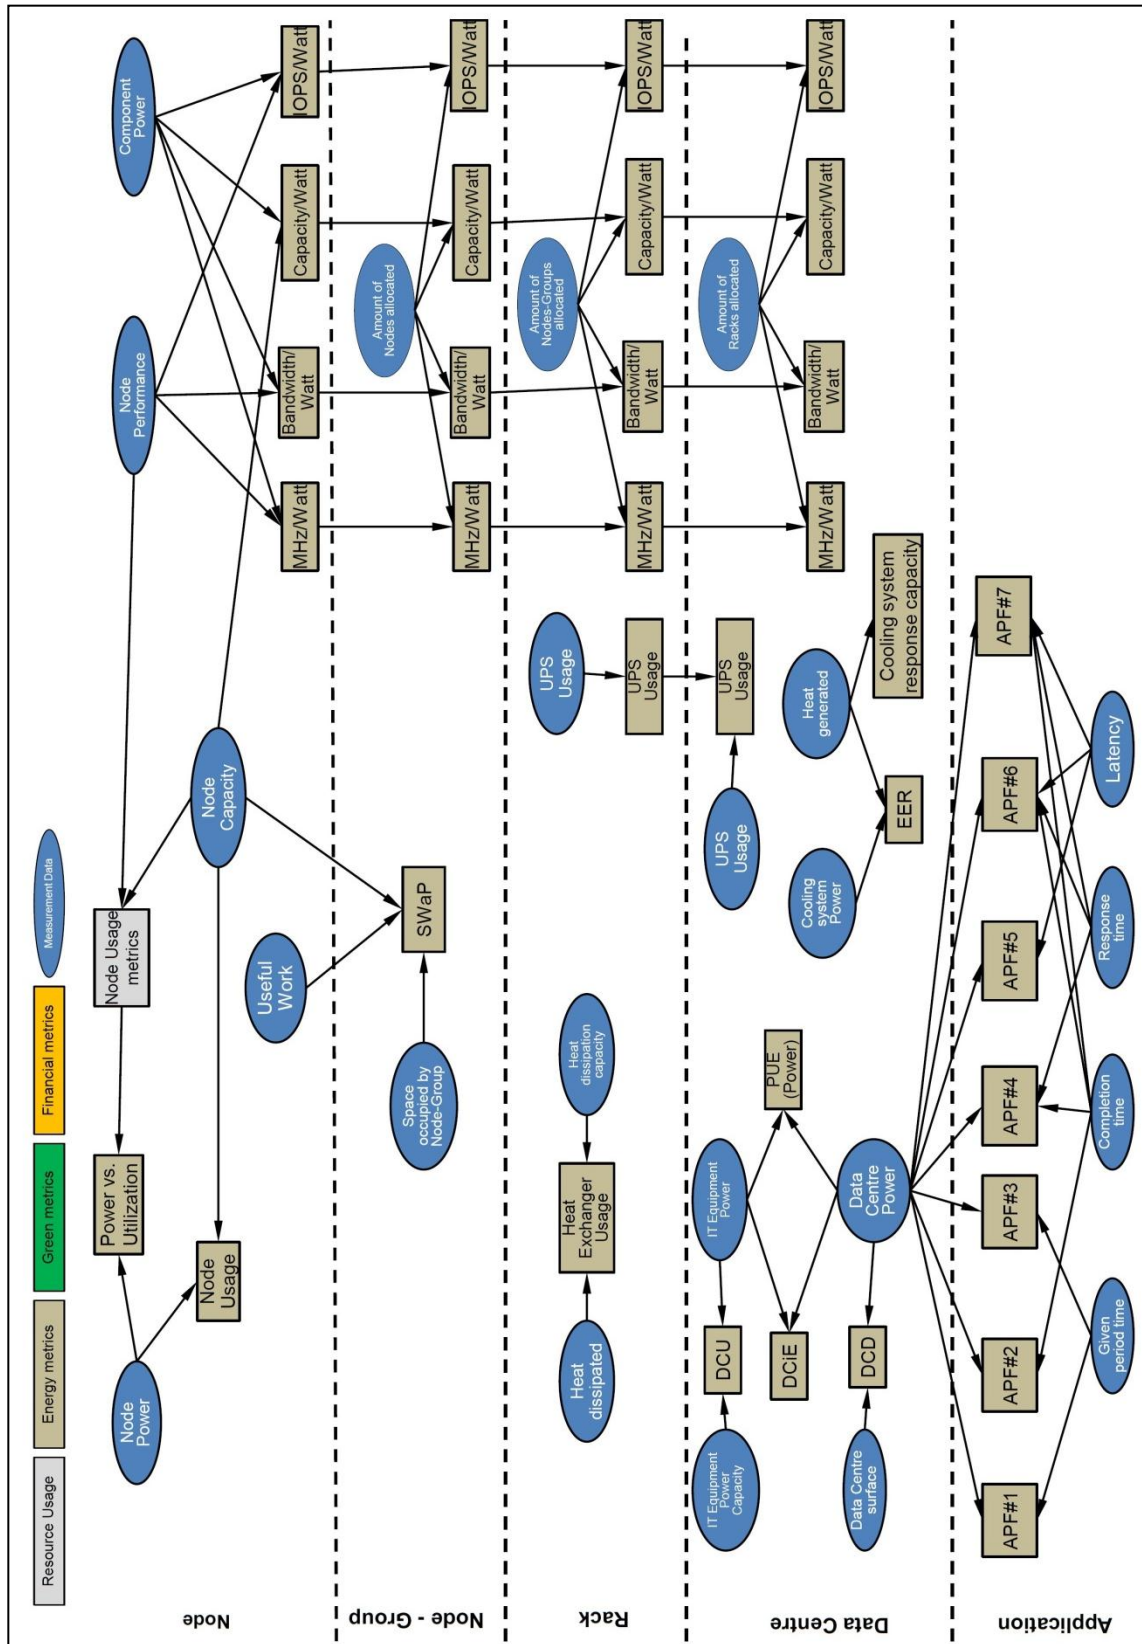 Resource Usage
Energy metrics
Green metrics
Financial metrics
Measurement Data
Node
Node
Power
Power vs.
Utilization
Node Usage
metrics
Node
Performance
Component
Power
Node
Usage
Node
Capacity
Useful
Work
MHz/Watt
Bandwidth/
Watt
Capacity/Watt
IOPS/Watt
Node - Group
Space
occupied by
Node-Group
SWaP
Amount of
Nodes allocated
MHz/Watt
Bandwidth/
Watt
Capacity/Watt
IOPS/Watt
Rack
Heat
dissipated
Heat
Exchanger
Usage
Heat
dissipation
capacity
UPS
Usage
UPS
Usage
Amount of
Nodes-Groups
allocated
MHz/Watt
Bandwidth/
Watt
Capacity/Watt
IOPS/Watt
Data Centre
IT Equipment
Power
Capacity
DCU
IT Equipment
Power
DCiE
PUE
(Power)
Data Centre
surface
DCD
Data
Centre
Power
UPS
Usage
UPS
Usage
Cooling
system
Power
EER
Heat
generated
Cooling system
response capacity
Amount of
Racks allocated
MHz/Watt
Bandwidth/
Watt
Capacity/Watt
IOPS/Watt
Application
APF#1
APF#2
APF#3
APF#4
APF#5
APF#6
APF#7
Given
period time
Completion
time
Response
time
Latency